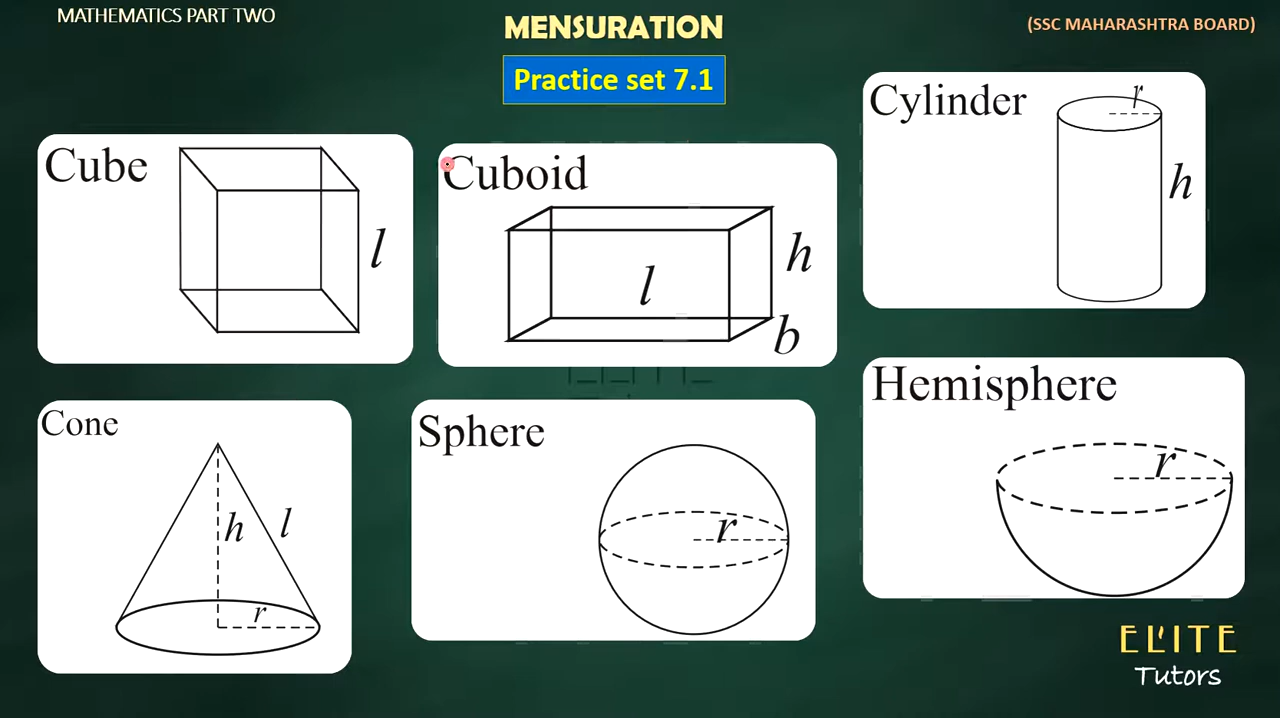 MATHEMATICS PART TWO
MENSURATION
(SSC MAHARASHTRA BOARD)
Practice set 7.1
Cube
l
Cuboid
l
h
b
Cylinder
r
h
Cone
h
l
r
Sphere
r
Hemisphere
r
ELITE
Tutors